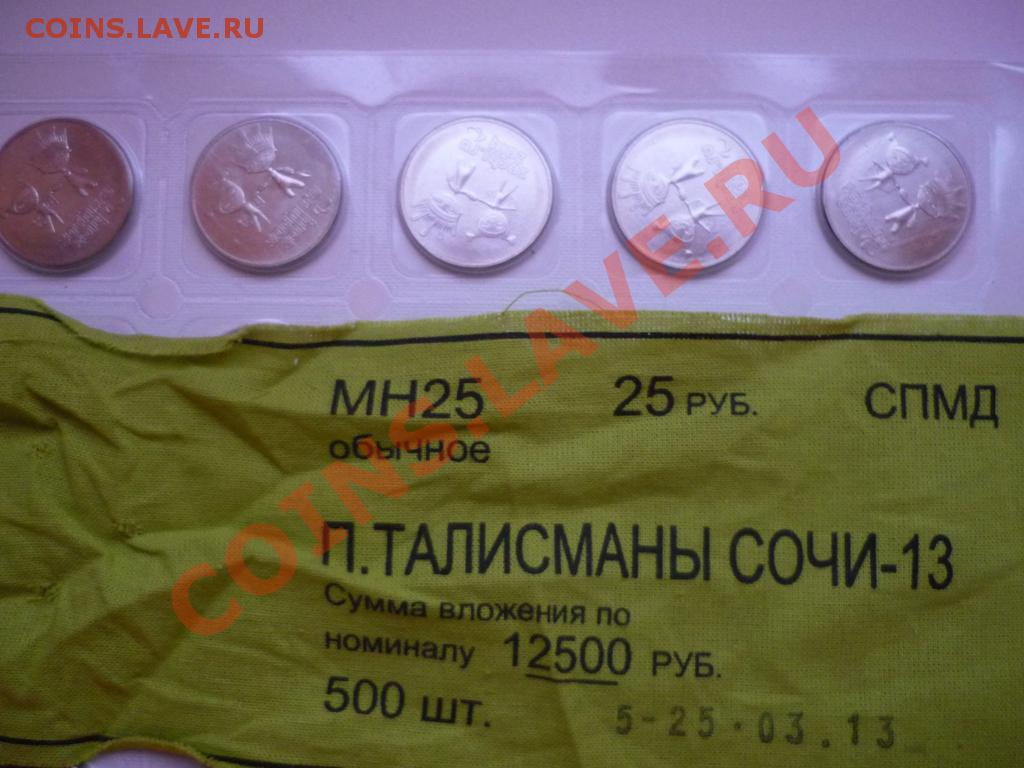 COINS.LAVE.RU
COINS.LAVE.RU
МН25 25 РУБ. СПМД
обычное
П.ТАЛИСМАНЫ СОЧИ-13
Сумма вложения по
номиналу 12500 РУБ.
500 шт.
5-25.03.13